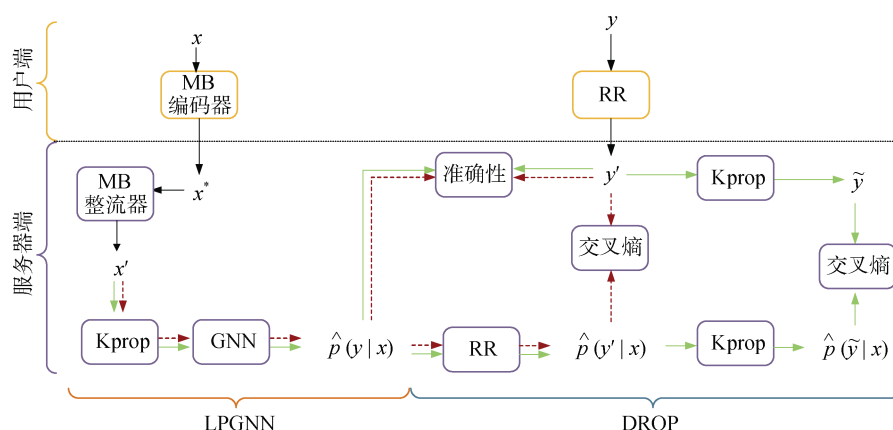 用户端
x
MB
编码器
y
RR
服务器端
MB
整流器
x*
x′
准确性
y′
Kprop
ỹ
交叉熵
交叉熵
Kprop
GNN
p̂ (y | x)
RR
p̂ (y′ | x)
Kprop
p̂ (ỹ | x)
LPGNN
DROP